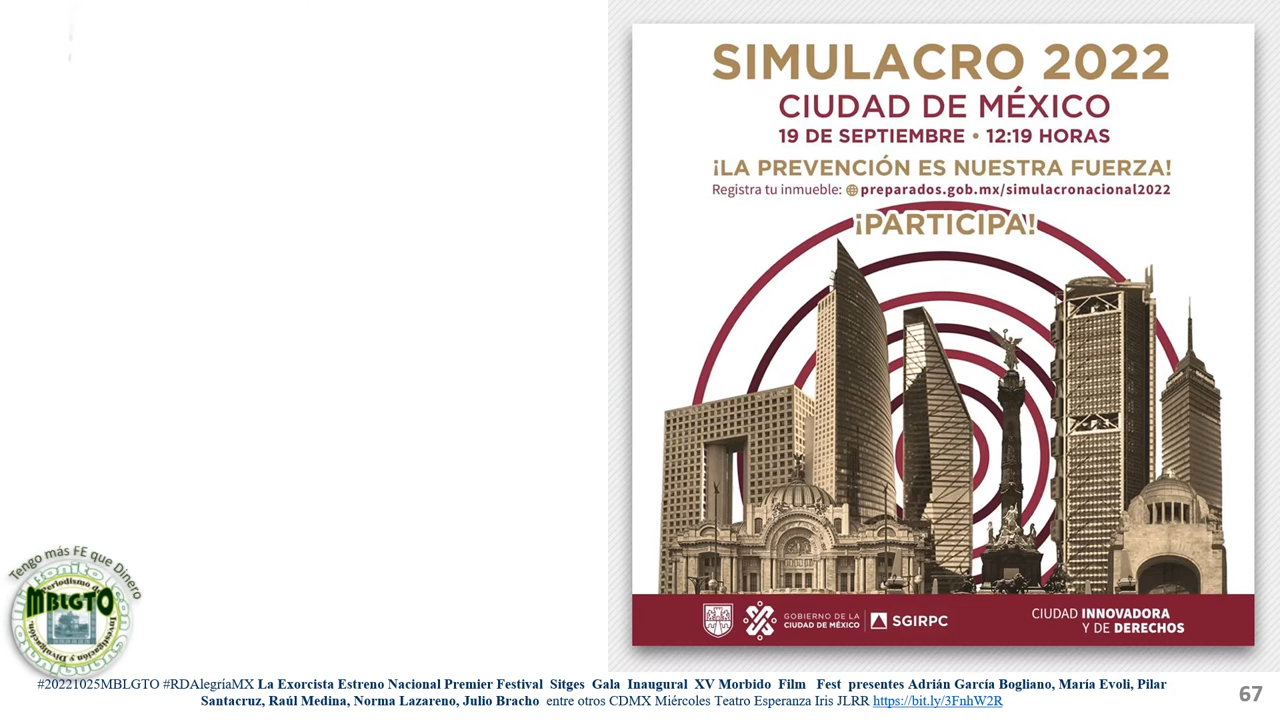 SIMULACRO 2022
CIUDAD DE MÉXICO
19 DE SEPTIEMBRE • 12:19 HORAS
¡LA PREVENCIÓN ES NUESTRA FUERZA!
Registra tu inmueble: preparados.gob.mx/simulacronacional2022
¡PARTICIPA!
GOBIERNO DE LA
CIUDAD DE MÉXICO
SGIRPC
CIUDAD INNOVADORA
Y DE DERECHOS
Tengo más FE que Dinero
Periodismo de
MBLGTO
Investigación y Divulgación
#20221025MBLGTO #RDAlegríaMX La Exorcista Estreno Nacional Premier Festival Sitges Gala Inaugural XV Morbido Film Fest presentes Adrián García Bogliano, María Evoli, Pilar
Santacruz, Raúl Medina, Norma Lazareno, Julio Bracho entre otros CDMX Miércoles Teatro Esperanza Iris JLRR https://bit.ly/3FnhW2R
67